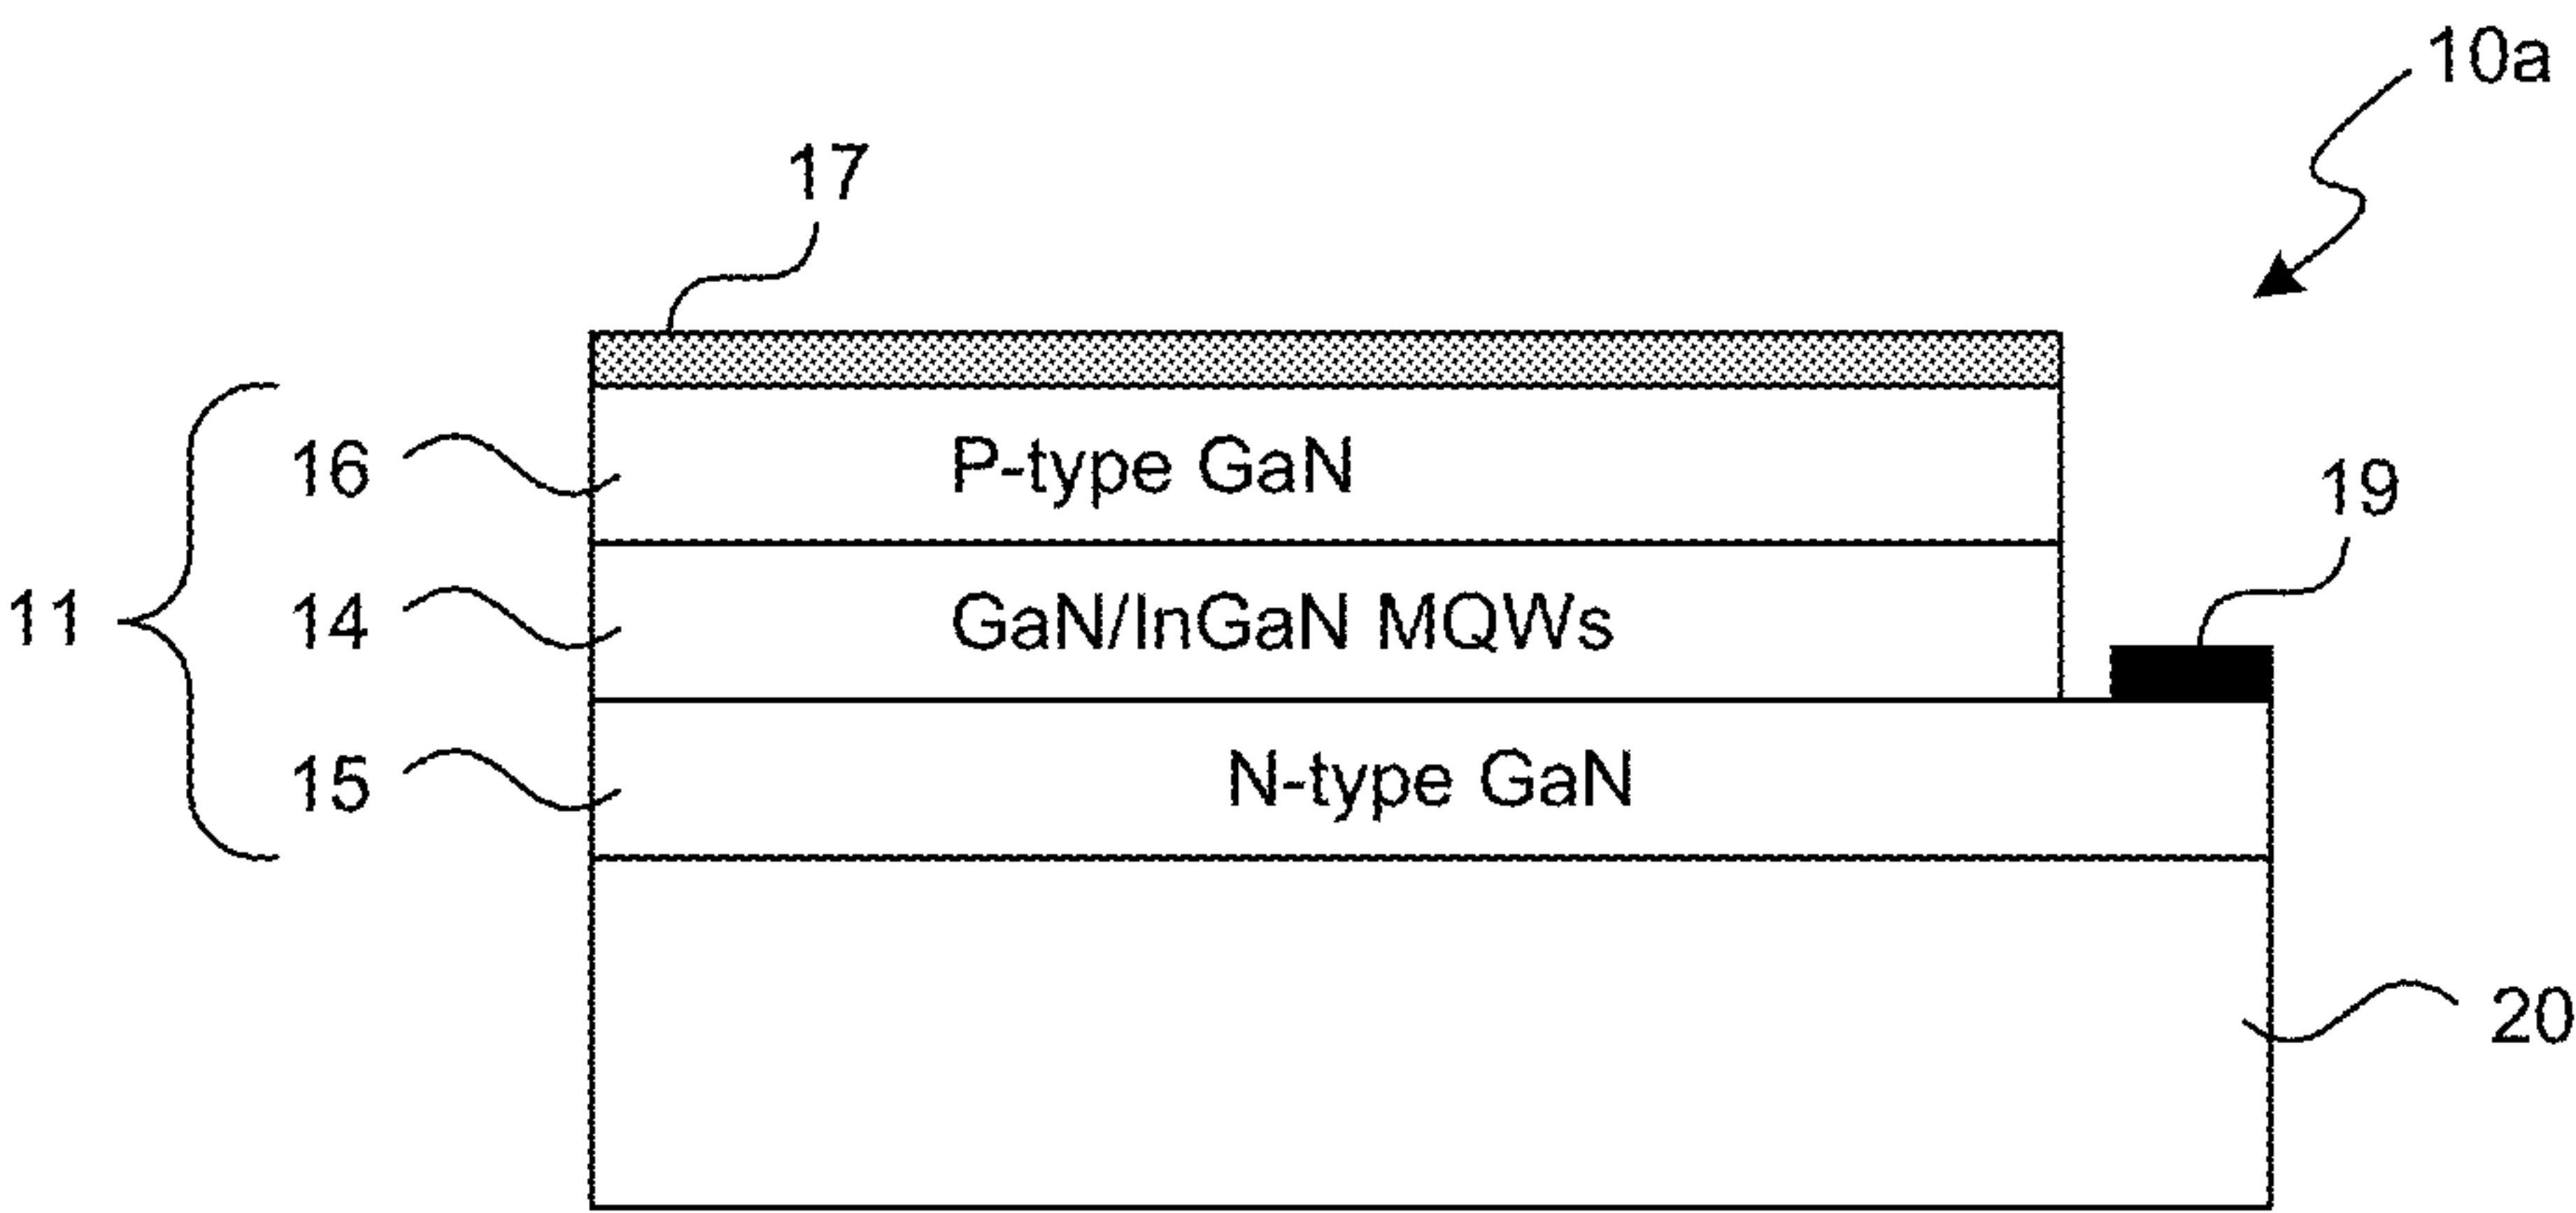 10a
17
16 P-type GaN
19
11 14 GaN/InGaN MQWs
15 N-type GaN
20